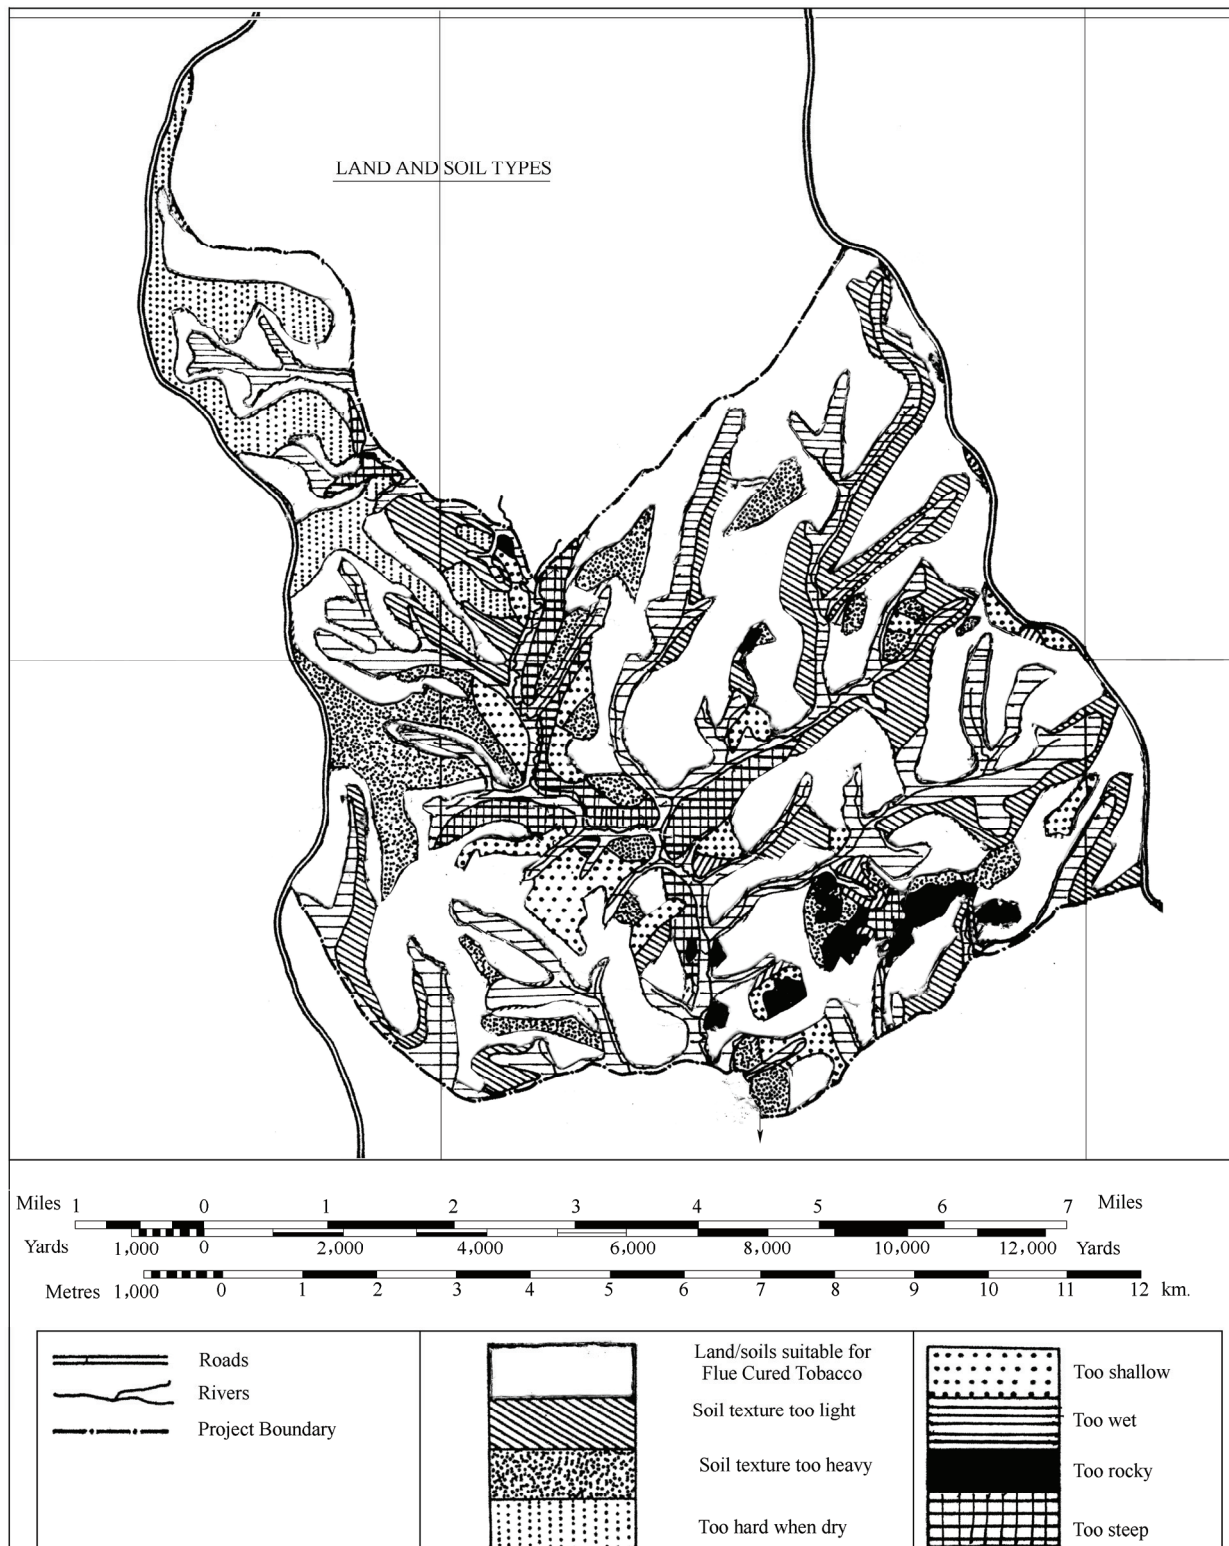 LAND AND SOIL TYPES
Miles 1 0 1 2 3 4 5 6 7 Miles
Yards 1,000 0 2,000 4,000 6,000 8,000 10,000 12,000 Yards
Metres 1,000 0 1 2 3 4 5 6 7 8 9 10 11 12 km.
Roads
Rivers
Project Boundary
Land/soils suitable for
Flue Cured Tobacco
Soil texture too light
Soil texture too heavy
Too hard when dry
Too shallow
Too wet
Too rocky
Too steep